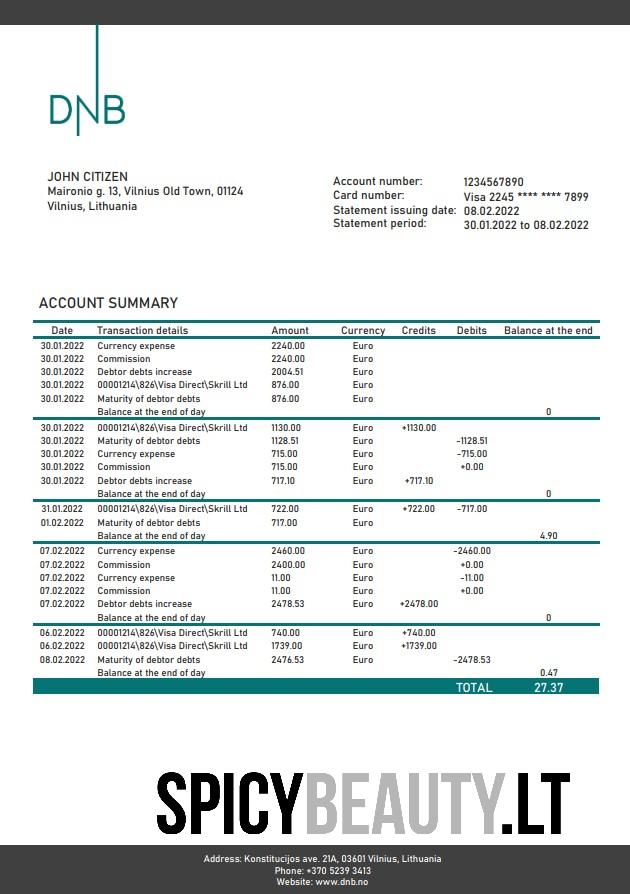 DNB
JOHN CITIZEN
Maironio g. 13, Vilnius Old Town, 01124
Vilnius, Lithuania
Account number: 1234567890
Card number: Visa 2245 **** **** 7899
Statement issuing date: 08.02.2022
Statement period: 30.01.2022 to 08.02.2022
ACCOUNT SUMMARY
Date Transaction details Amount Currency Credits Debits Balance at the end
30.01.2022 Currency expense 2240.00 Euro
30.01.2022 Commission 2240.00 Euro
30.01.2022 Debtor debts increase 2004.51 Euro
30.01.2022 00001214\826\Visa Direct\Skrill Ltd 876.00 Euro
30.01.2022 Maturity of debtor debts 876.00 Euro
Balance at the end of day 0
30.01.2022 00001214\826\Visa Direct\Skrill Ltd 1130.00 Euro +1130.00
30.01.2022 Maturity of debtor debts 1128.51 Euro -1128.51
30.01.2022 Currency expense 715.00 Euro -715.00
30.01.2022 Commission 715.00 Euro +0.00
30.01.2022 Debtor debts increase 717.10 Euro +717.10
Balance at the end of day 0
31.01.2022 00001214\826\Visa Direct\Skrill Ltd 722.00 Euro +722.00 -717.00
01.02.2022 Maturity of debtor debts 717.00 Euro
Balance at the end of day 4.90
07.02.2022 Currency expense 2460.00 Euro -2460.00
07.02.2022 Commission 2400.00 Euro +0.00
07.02.2022 Currency expense 11.00 Euro -11.00
07.02.2022 Commission 11.00 Euro +0.00
07.02.2022 Debtor debts increase 2478.53 Euro +2478.00
Balance at the end of day 0
06.02.2022 00001214\826\Visa Direct\Skrill Ltd 740.00 Euro +740.00
06.02.2022 00001214\826\Visa Direct\Skrill Ltd 1739.00 Euro +1739.00
08.02.2022 Maturity of debtor debts 2476.53 Euro -2478.53
Balance at the end of day 0.47
TOTAL 27.37
SPICYBEAUTY.LT
Address: Konstitucijos ave. 21A, 03601 Vilnius, Lithuania
Phone: +370 5239 3413
Website: www.dnb.no